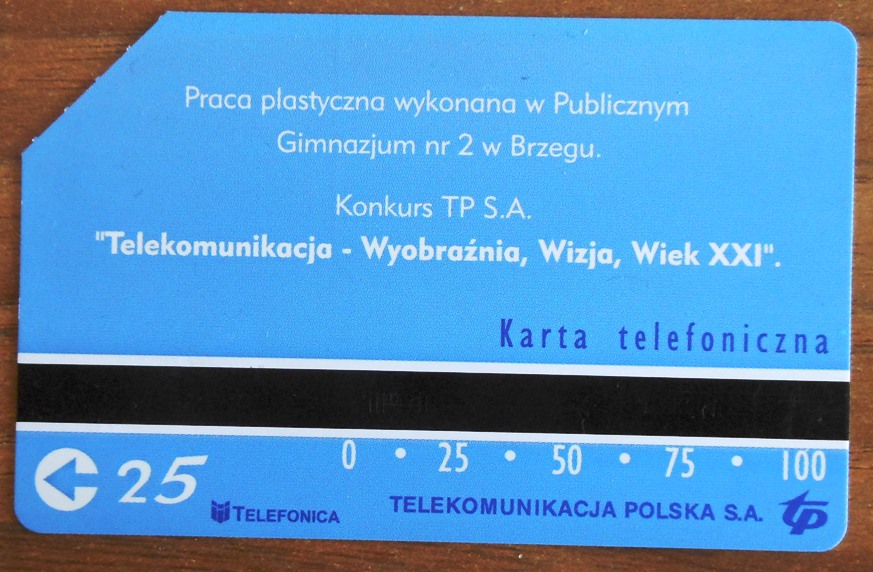 Praca plastyczna wykonana w Publicznym
Gimnazjum nr 2 w Brzegu.
Konkurs TP S.A.
"Telekomunikacja - Wyobraźnia, Wizja, Wiek XXI".
Karta telefoniczna
0 • 25 • 50 • 75 • 100
25
TELEFONICA
TELEKOMUNIKACJA POLSKA S.A. tp